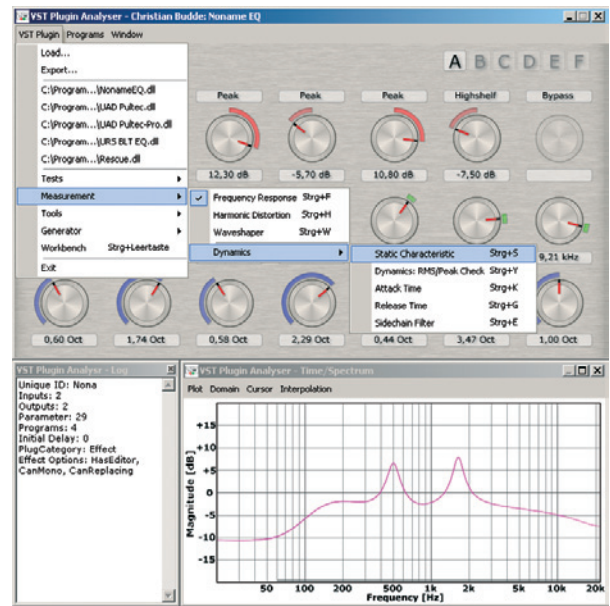 VST Plugin Analyser - Christian Budde: Noname EQ
VST Plugin Programs Window
Load...
Export...
C:\Program...\NonameEQ.dll
C:\Program...\UAD Pultec.dll
C:\Program...\UAD Pultec-Pro.dll
C:\Program...\URS BLT EQ.dll
C:\Program...\Rescue.dll
Tests
Measurement
Tools
Generator
Workbench Strg+Leertaste
Exit
Frequency Response Strg+F
Harmonic Distortion Strg+H
Waveshaper Strg+W
Dynamics
Static Characteristic Strg+S
Dynamics: RMS/Peak Check Strg+Y
Attack Time Strg+K
Release Time Strg+G
Sidechain Filter Strg+E
A B C D E F
Peak Peak Peak Highshelf Bypass
12,30 dB -5,70 dB 10,80 dB -7,50 dB
9,21 kHz
0,60 Oct 1,74 Oct 0,58 Oct 2,29 Oct 0,44 Oct 3,47 Oct 1,00 Oct
VST Plugin Analysr - Log
Unique ID: Nona
Inputs: 2
Outputs: 2
Parameter: 29
Programs: 4
Initial Delay: 0
PlugCategory: Effect
Effect Options: HasEditor,
CanMono, CanReplacing
VST Plugin Analyser - Time/Spectrum
Plot Domain Cursor Interpolation
Magnitude [dB]
+15
+10
+5
0
-5
-10
-15
50 100 200 500 1k 2k 5k 10k 20k
Frequency [Hz]